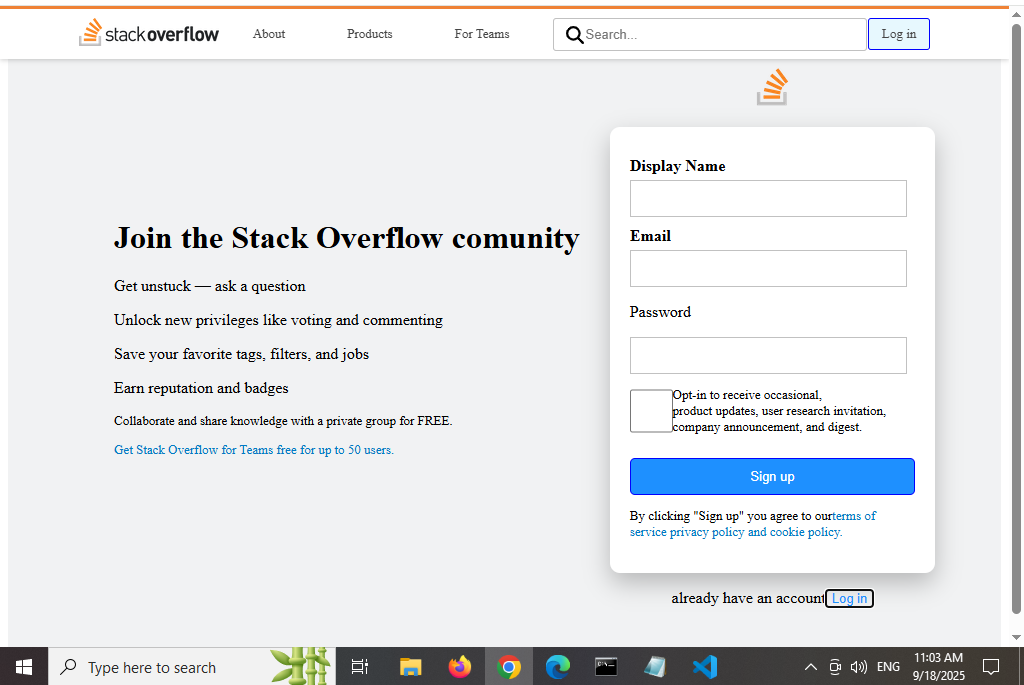 stackoverflow About Products For Teams Search... Log in
Display Name
Join the Stack Overflow comunity
Get unstuck — ask a question
Unlock new privileges like voting and commenting
Save your favorite tags, filters, and jobs
Earn reputation and badges
Collaborate and share knowledge with a private group for FREE.
Get Stack Overflow for Teams free for up to 50 users.
Email
Password
Opt-in to receive occasional,
product updates, user research invitation,
company announcement, and digest.
Sign up
By clicking "Sign up" you agree to ourterms of
service privacy policy and cookie policy.
already have an account Log in
Type here to search
ENG
11:03 AM
9/18/2025